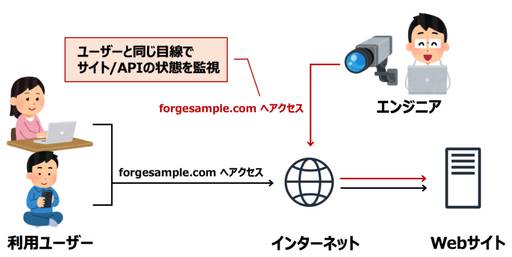 ユーザーと同じ目線で
サイト/APIの状態を監視
forgesample.com へアクセス
エンジニア
forgesample.com へアクセス
利用ユーザー
インターネット
Webサイト